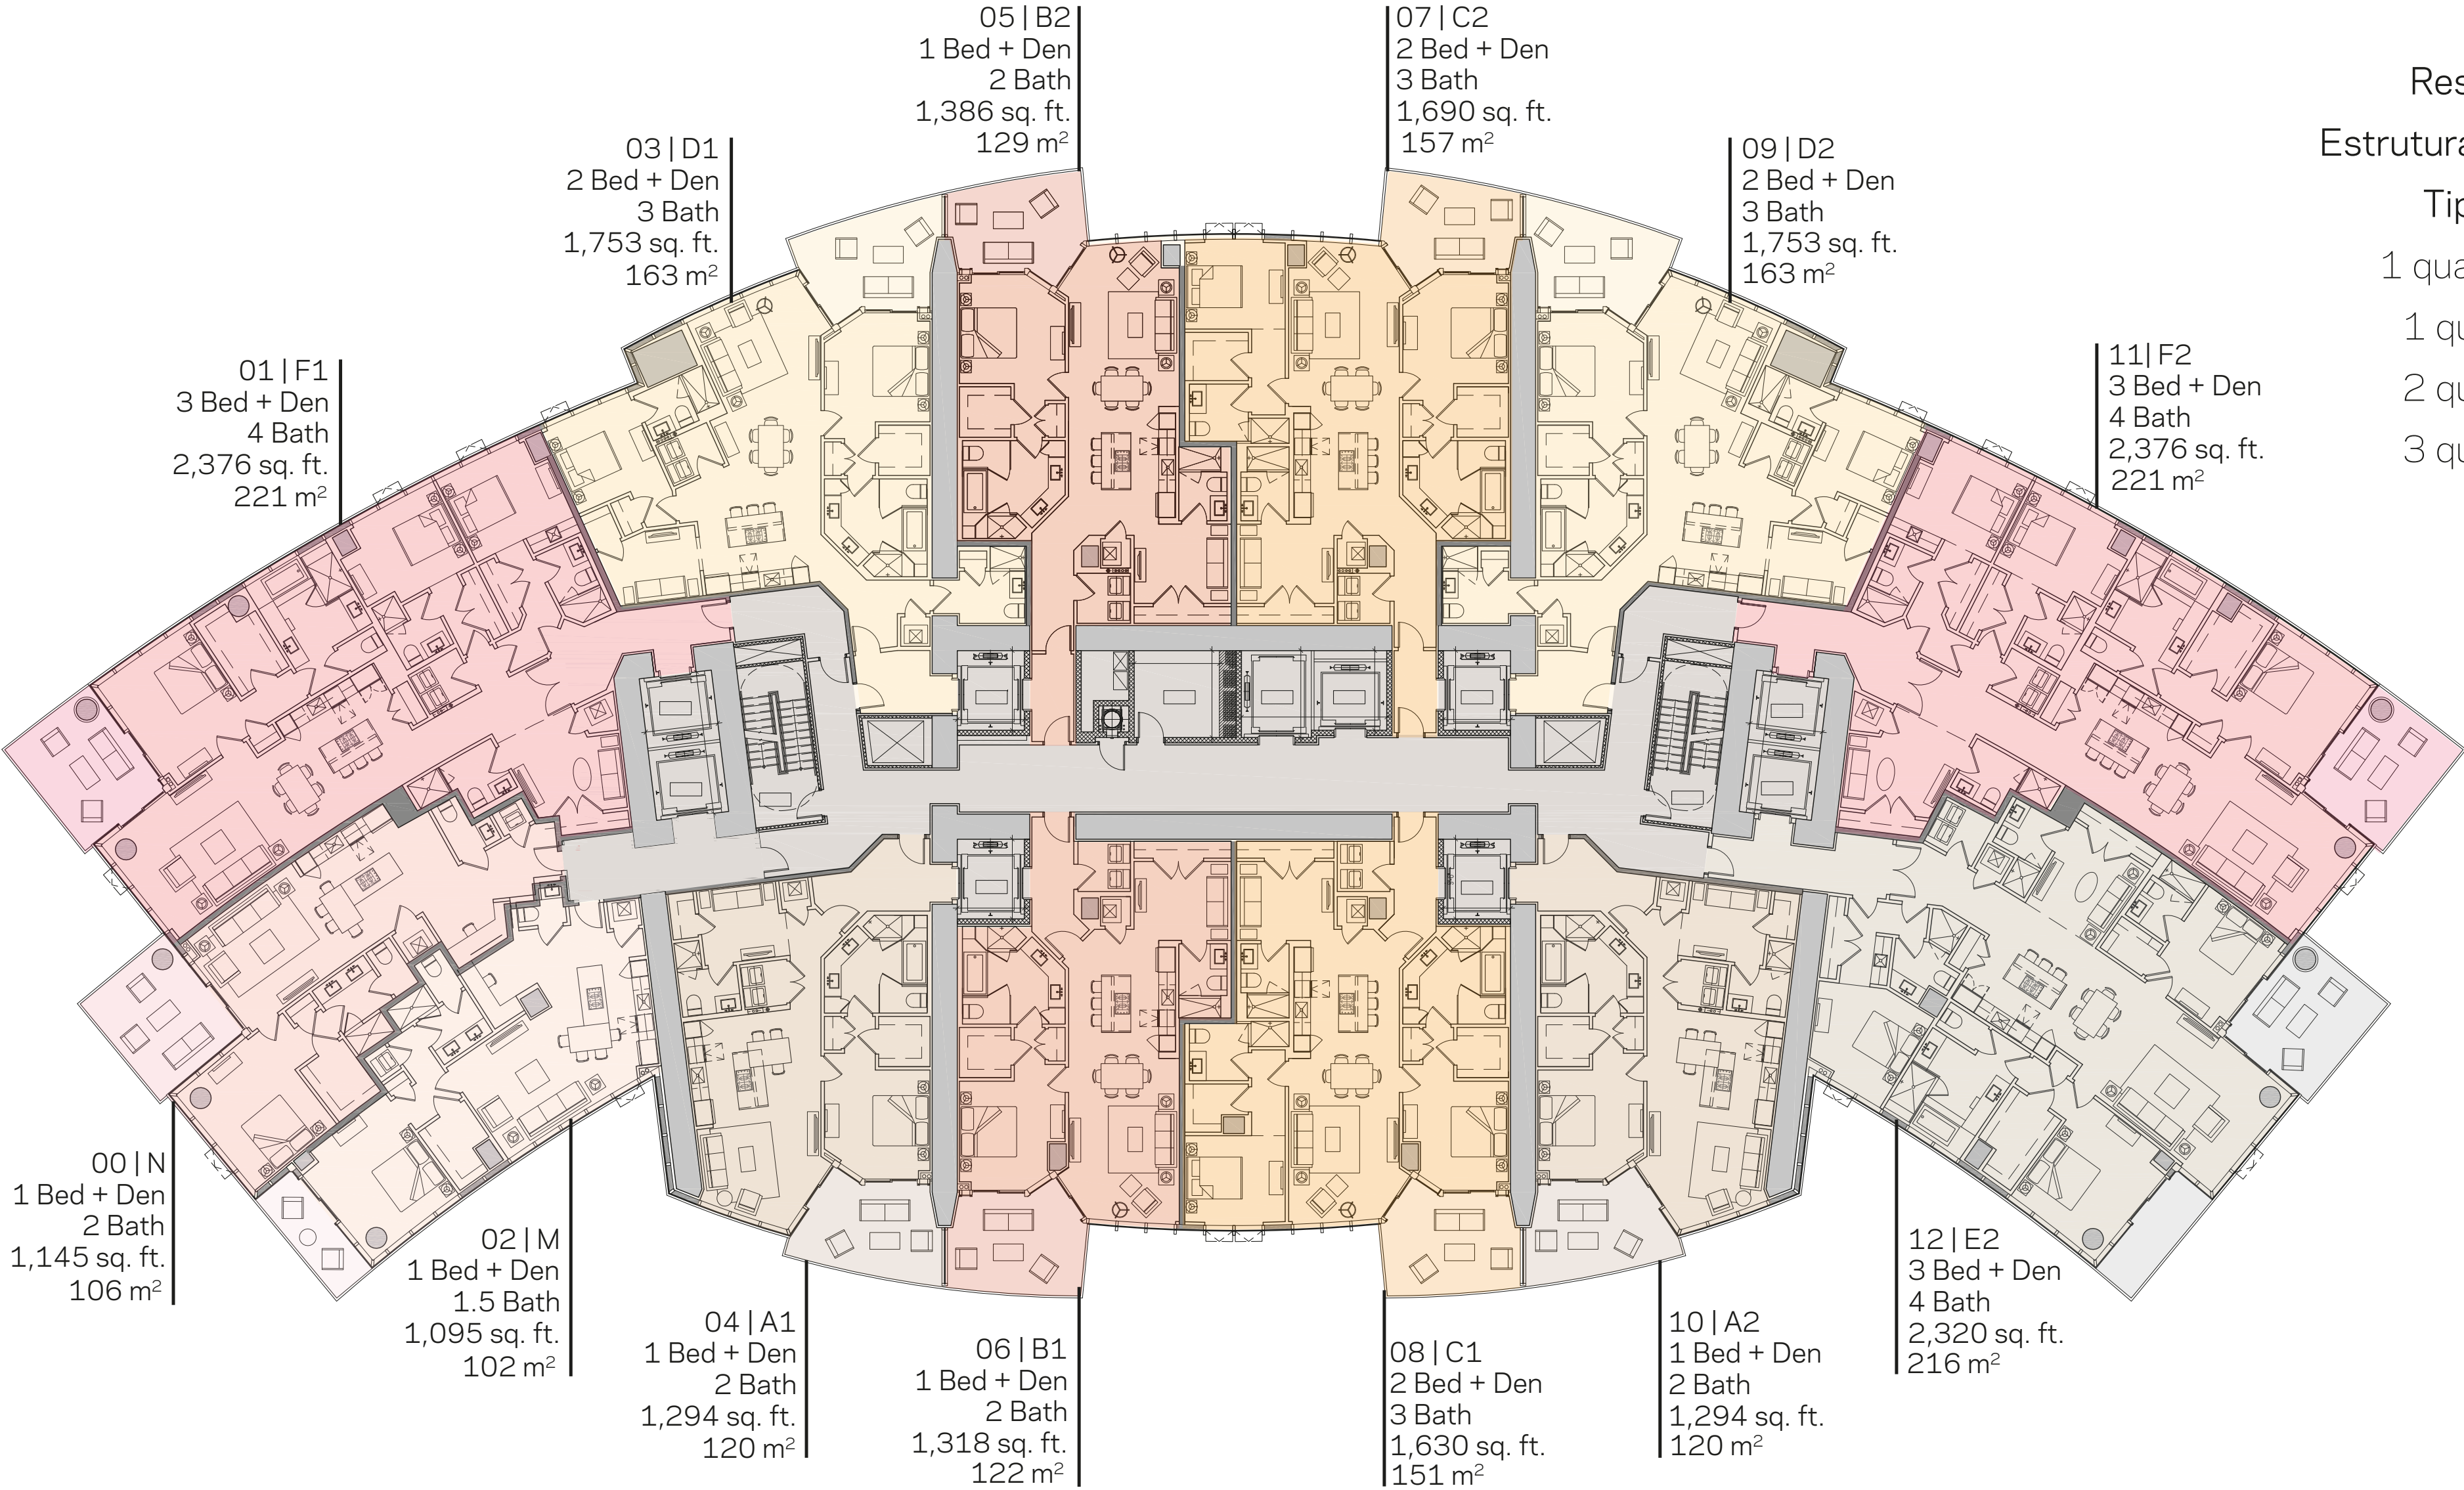 05 | B2
1 Bed + Den
2 Bath
1,386 sq. ft.
129 m²
07 | C2
2 Bed + Den
3 Bath
1,690 sq. ft.
157 m²
03 | D1
2 Bed + Den
3 Bath
1,753 sq. ft.
163 m²
09 | D2
2 Bed + Den
3 Bath
1,753 sq. ft.
163 m²
01 | F1
3 Bed + Den
4 Bath
2,376 sq. ft.
221 m²
11| F2
3 Bed + Den
4 Bath
2,376 sq. ft.
221 m²
Res
Estrutura
Tip
1 qua
1 qu
2 qu
3 qu
00 | N
1 Bed + Den
2 Bath
1,145 sq. ft.
106 m²
02 | M
1 Bed + Den
1.5 Bath
1,095 sq. ft.
102 m²
04 | A1
1 Bed + Den
2 Bath
1,294 sq. ft.
120 m²
06 | B1
1 Bed + Den
2 Bath
1,318 sq. ft.
122 m²
08 | C1
2 Bed + Den
3 Bath
1,630 sq. ft.
151 m²
10 | A2
1 Bed + Den
2 Bath
1,294 sq. ft.
120 m²
12 | E2
3 Bed + Den
4 Bath
2,320 sq. ft.
216 m²